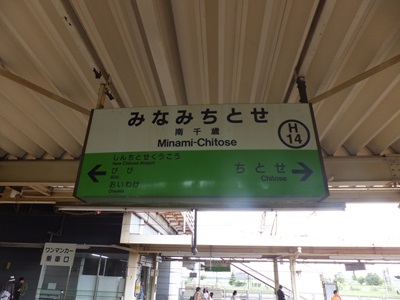 みなみちとせ
南千歳
Minami-Chitose
H
14
しんちとせくうこう
New Chitose Airport
びび
Bibi
おいわけ
Oiwake
ちとせ
Chitose
ワンマンカー
乗車口